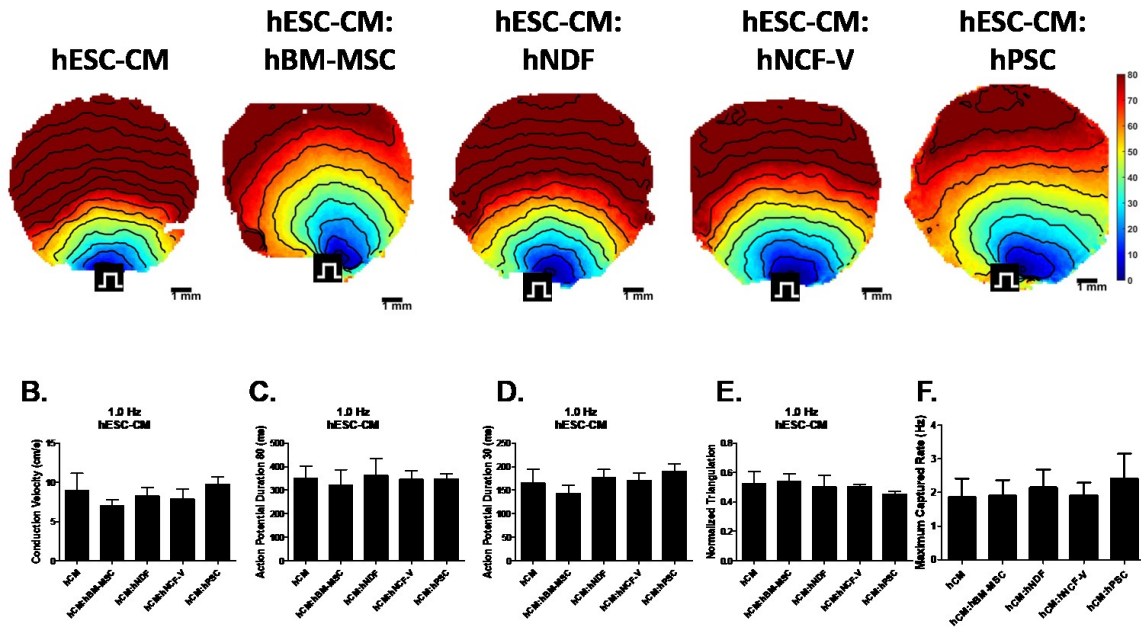 hESC-CM
hESC-CM:
hBM-MSC
hESC-CM:
hNDF
hESC-CM:
hNCF-V
hESC-CM:
hPSC
80
70
60
50
40
30
20
10
0
1 mm
1 mm
1 mm
1 mm
1 mm
B.
1.0 Hz
hESC-CM
Conduction Velocity (cm/s)
15
10
5
0
hCM
hCM:hBM-MSC
hCM:hNDF
hCM:hNCF-V
hCM:hPSC
C.
1.0 Hz
hESC-CM
Action Potential Duration 80 (ms)
500
400
300
200
100
0
hCM
hCM:hBM-MSC
hCM:hNDF
hCM:hNCF-V
hCM:hPSC
D.
1.0 Hz
hESC-CM
Action Potential Duration 30 (ms)
300
250
200
150
100
50
0
hCM
hCM:hBM-MSC
hCM:hNDF
hCM:hNCF-V
hCM:hPSC
E.
1.0 Hz
hESC-CM
Normalized Triangulation
0.8
0.6
0.4
0.2
0.0
hCM
hCM:hBM-MSC
hCM:hNDF
hCM:hNCF-V
hCM:hPSC
F.
Maximum Captured Rate (Hz)
4
3
2
1
0
hCM
hCM:hBM-MSC
hCM:hNDF
hCM:hNCF-V
hCM:hPSC